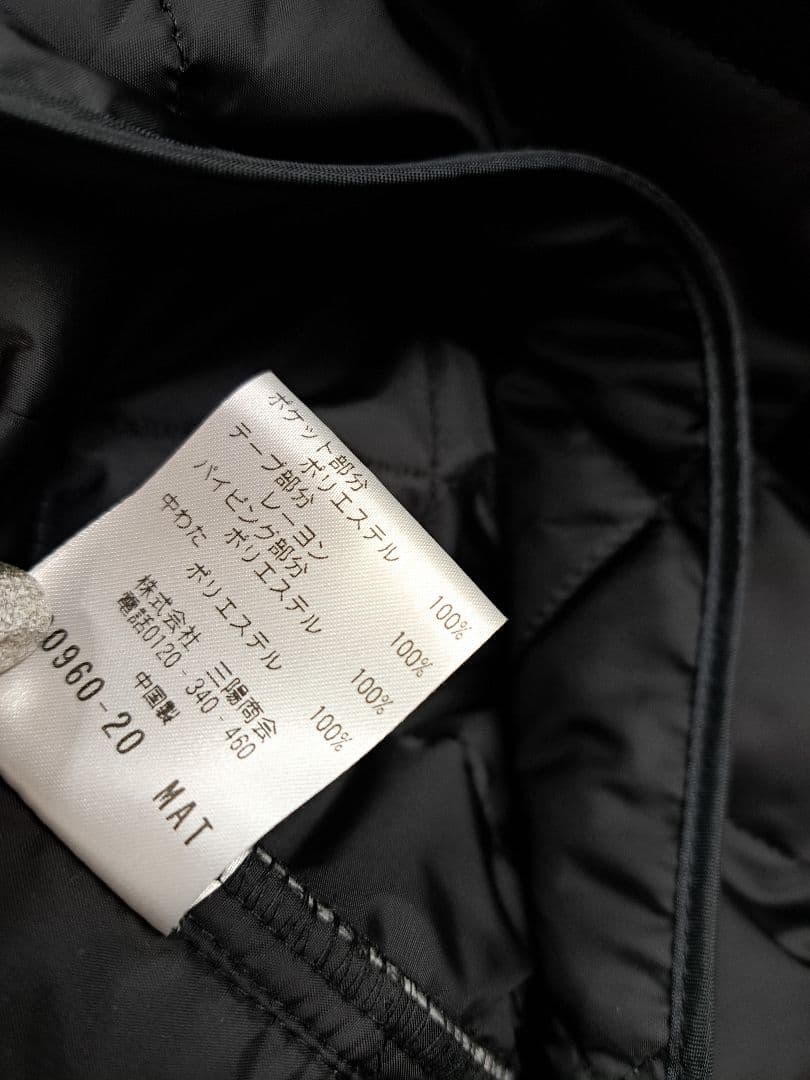 ポケット部分
ポリエステル 100%
テープ部分
レーヨン 100%
パイピング部分
ポリエステル 100%
中わた
ポリエステル 100%
株式会社 三陽商会
電話0120-340-460
中国製
0960-20 MAT